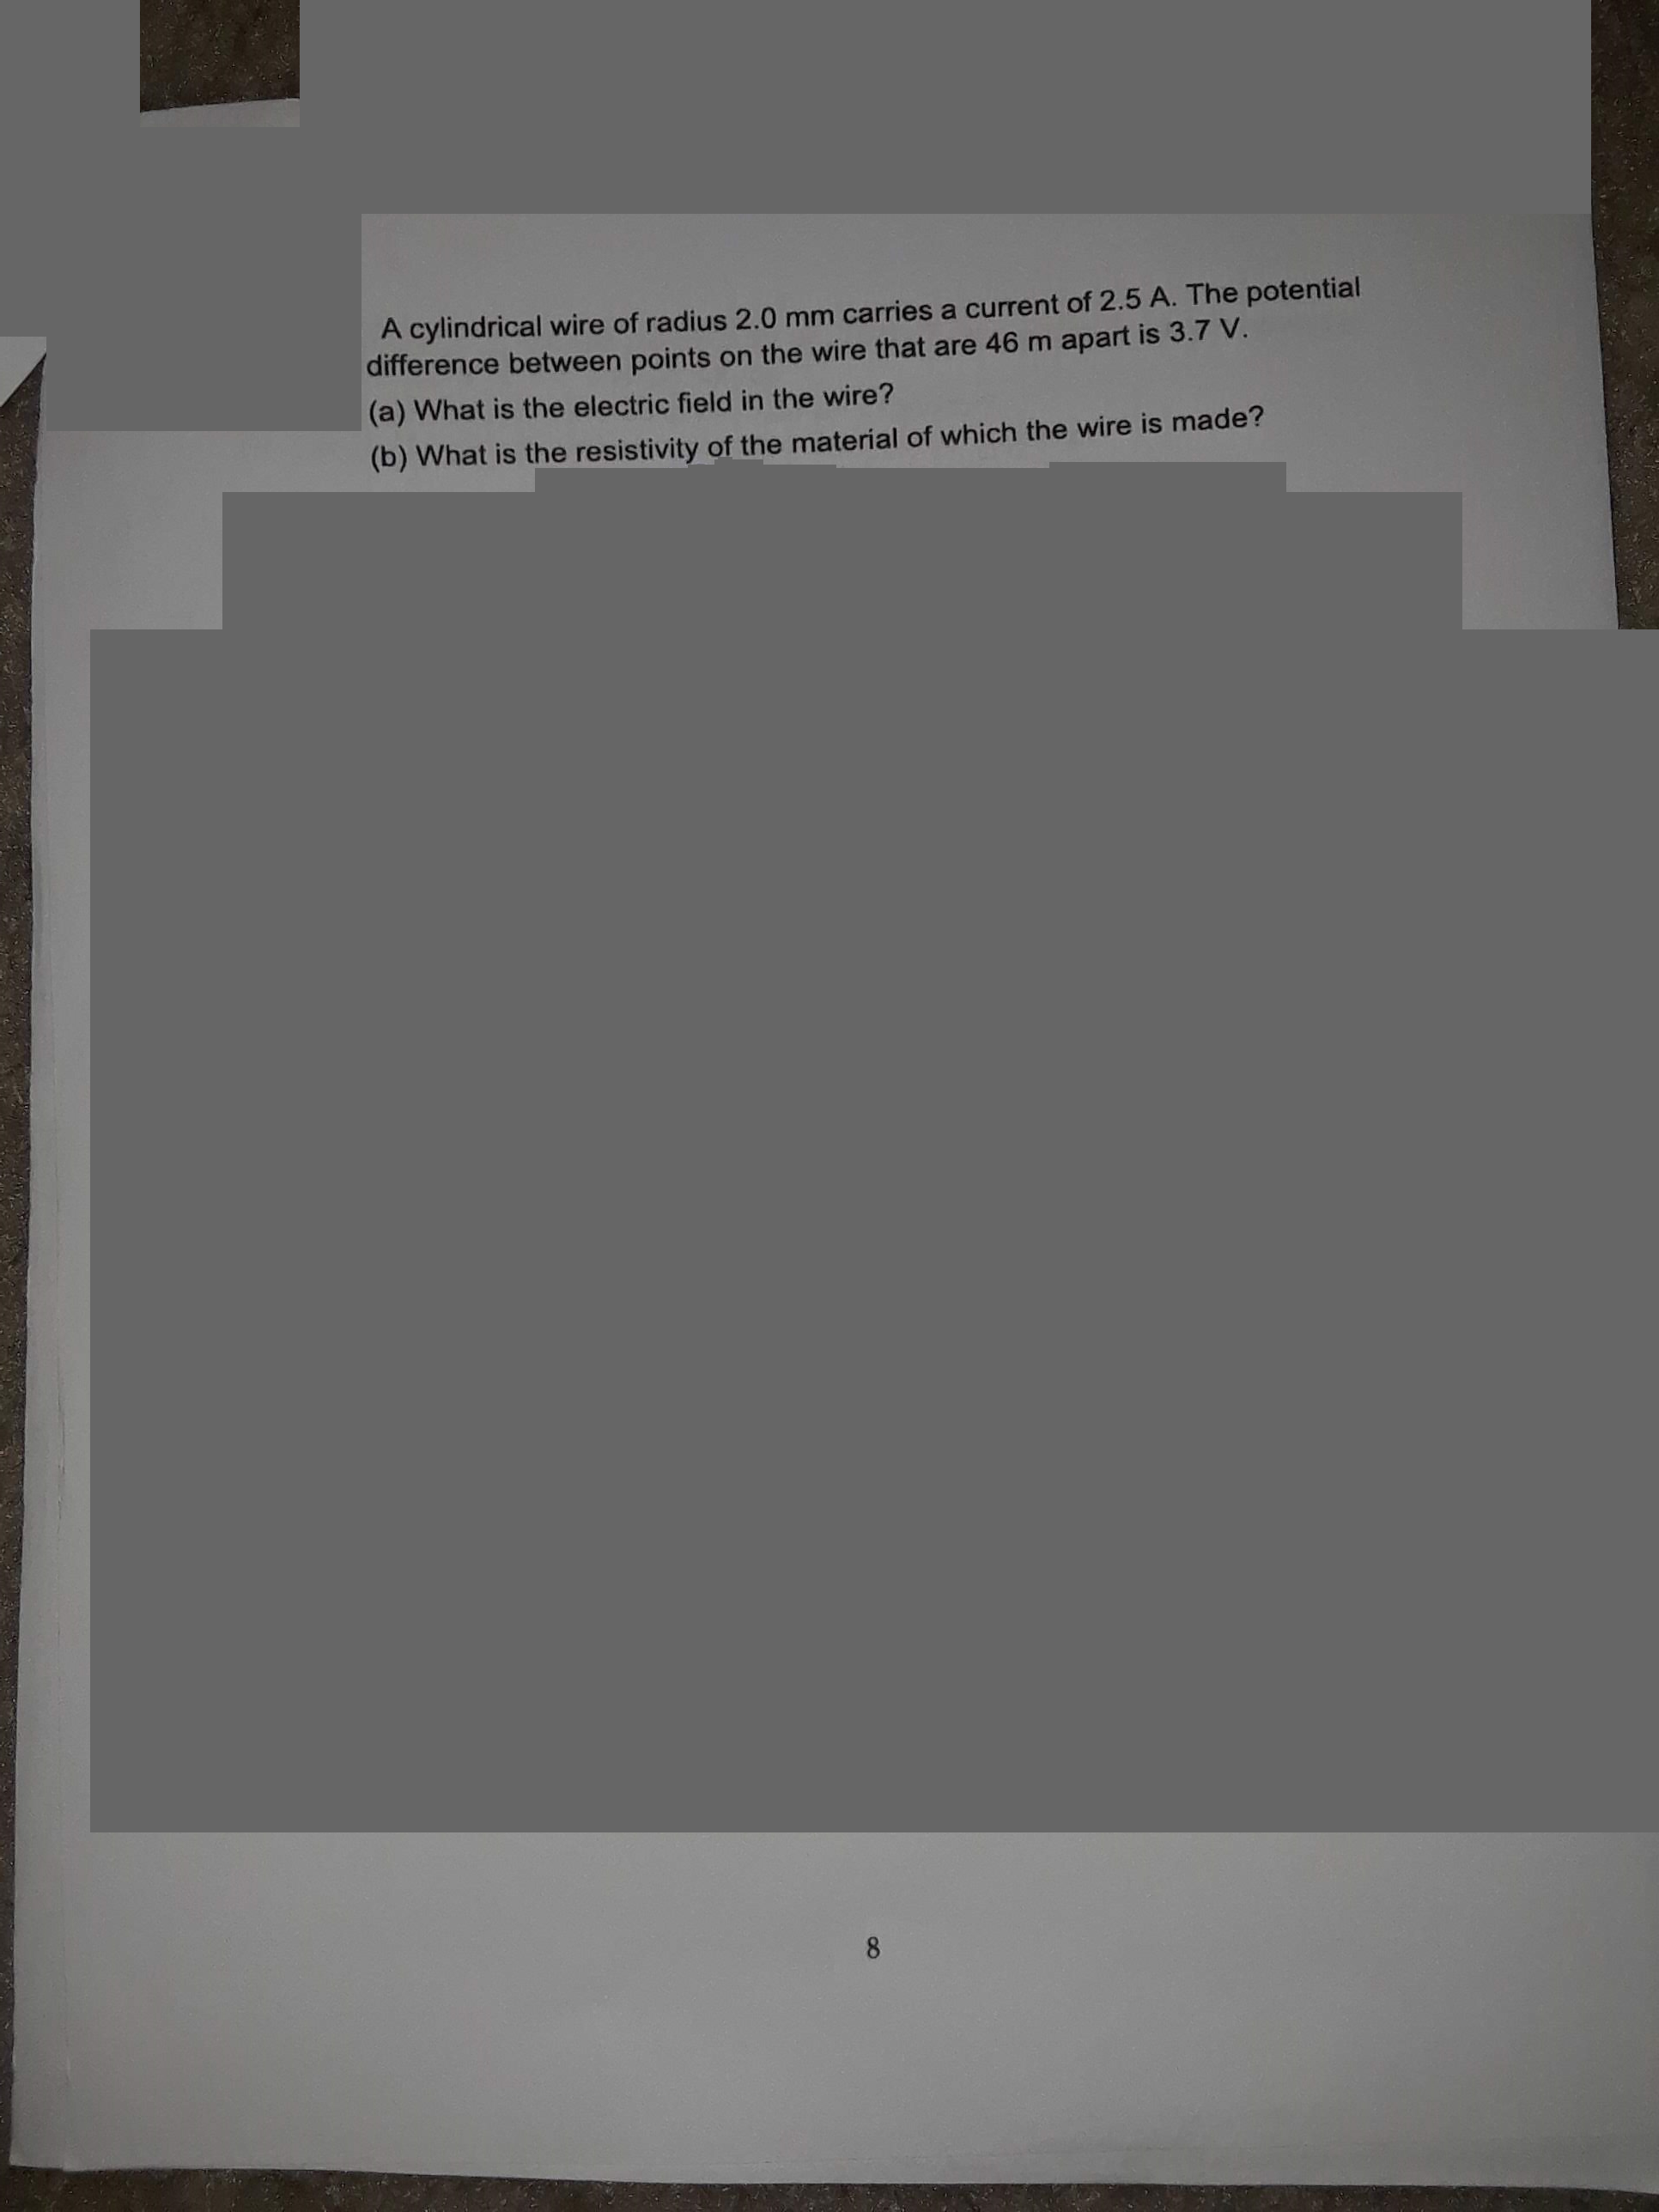 A cylindrical wire of radius 2.0 mm carries a current of 2.5 A. The potential
difference between points on the wire that are 46 m apart is 3.7 V.
(a) What is the electric field in the wire?
(b) What is the resistivity of the material of which the wire is made?
8